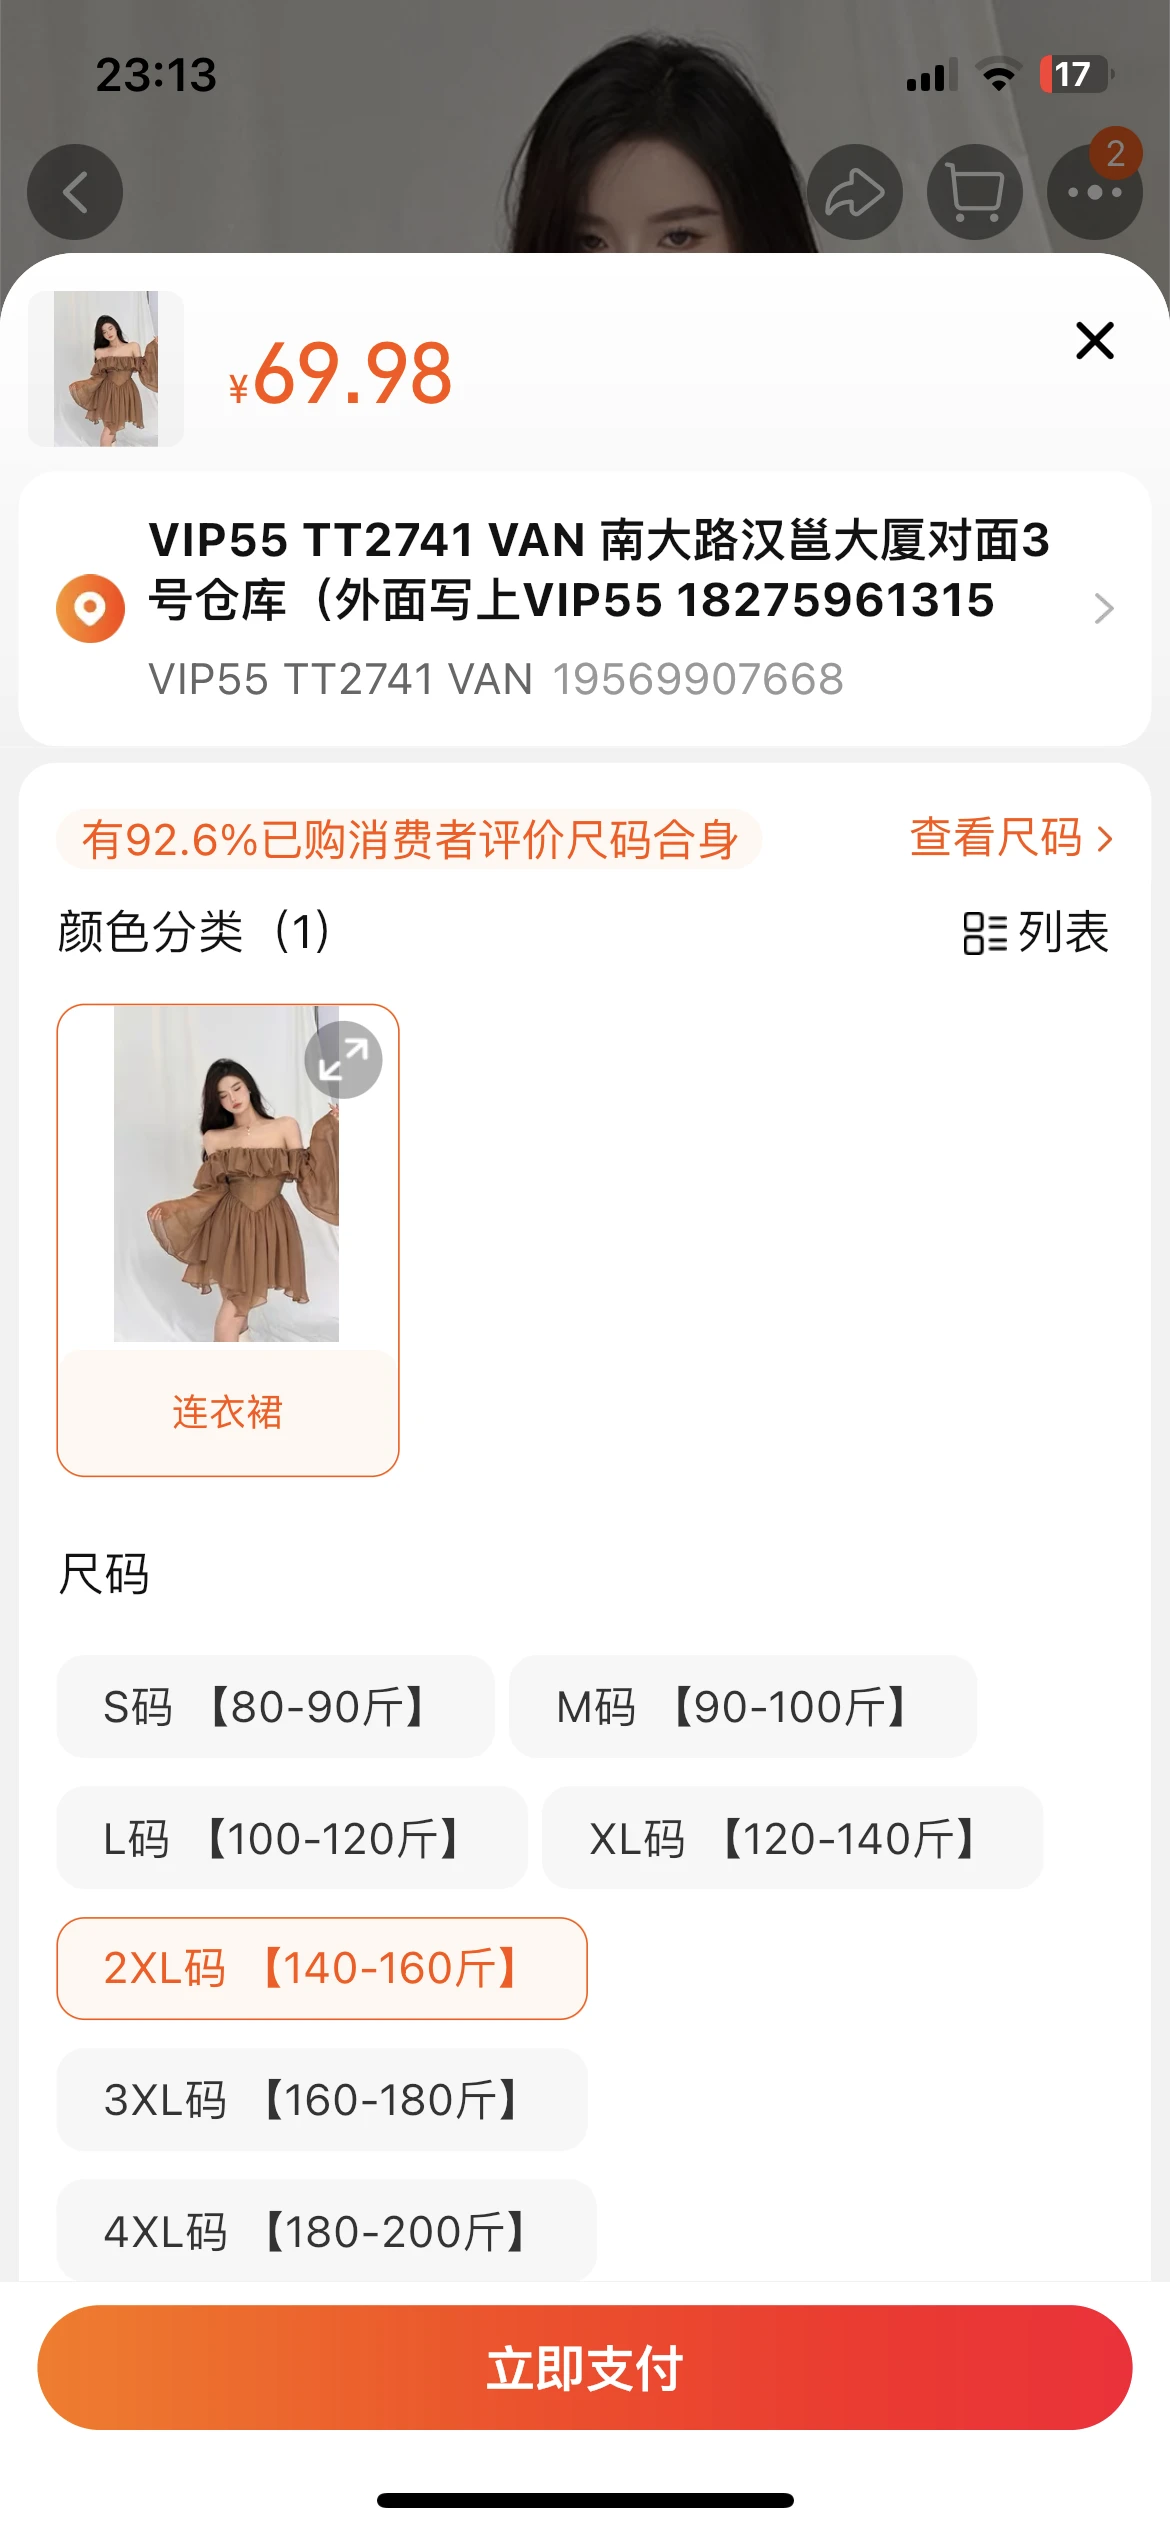 23:13
17
2
¥69.98
VIP55 TT2741 VAN 南大路汉邕大厦对面3
号仓库（外面写上VIP55 18275961315
VIP55 TT2741 VAN 19569907668
有92.6%已购消费者评价尺码合身
查看尺码
颜色分类（1）
列表
连衣裙
尺码
S码 【80-90斤】
M码 【90-100斤】
L码 【100-120斤】
XL码 【120-140斤】
2XL码 【140-160斤】
3XL码 【160-180斤】
4XL码 【180-200斤】
立即支付